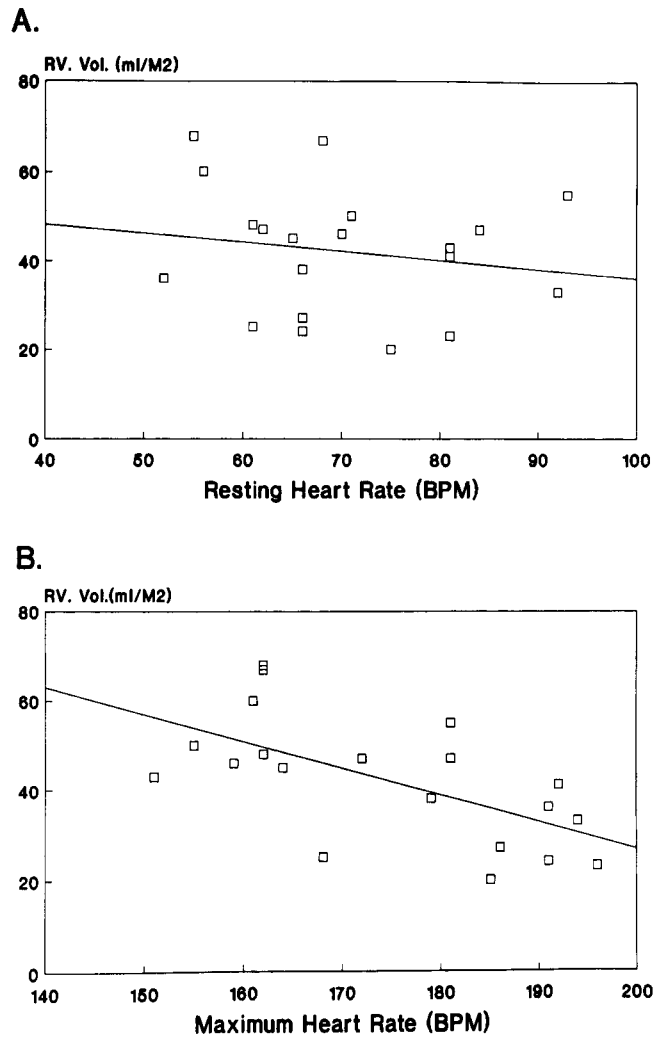 A.
RV. Vol. (ml/M2)
80
60
40
20
0
40 50 60 70 80 90 100
Resting Heart Rate (BPM)
B.
RV. Vol.(ml/M2)
80
60
40
20
0
140 150 160 170 180 190 200
Maximum Heart Rate (BPM)